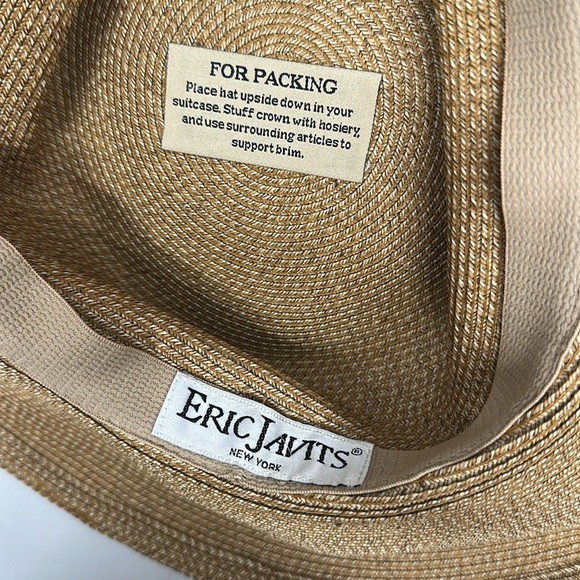 FOR PACKING
Place hat upside down in your
suitcase. Stuff crown with hosiery,
and use surrounding articles to
support brim.
ERIC JAVITS®
NEW YORK